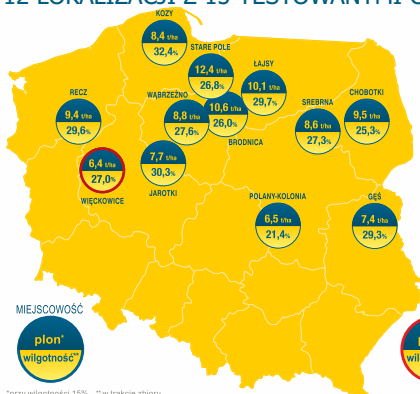 12 LOKALIZACJI Z 15 TESTOWANYMI
KOZY
8,4 t/ha
32,4%
STARE POLE
12,4 t/ha
26,8%
ŁAJSY
10,1 t/ha
29,7%
RECZ
9,4 t/ha
29,6%
WĄBRZEŹNO
8,8 t/ha
27,6%
10,6 t/ha
26,0%
BRODNICA
SREBRNA
8,6 t/ha
27,3%
CHOBOTKI
9,5 t/ha
25,3%
6,4 t/ha
27,0%
WIĘCKOWICE
7,7 t/ha
30,3%
JAROTKI
POLANY-KOLONIA
6,5 t/ha
21,4%
GĘŚ
7,4 t/ha
29,3%
MIEJSCOWOŚĆ
plon*
wilgotność**
*przy wilgotności 15% **w trakcie zbioru